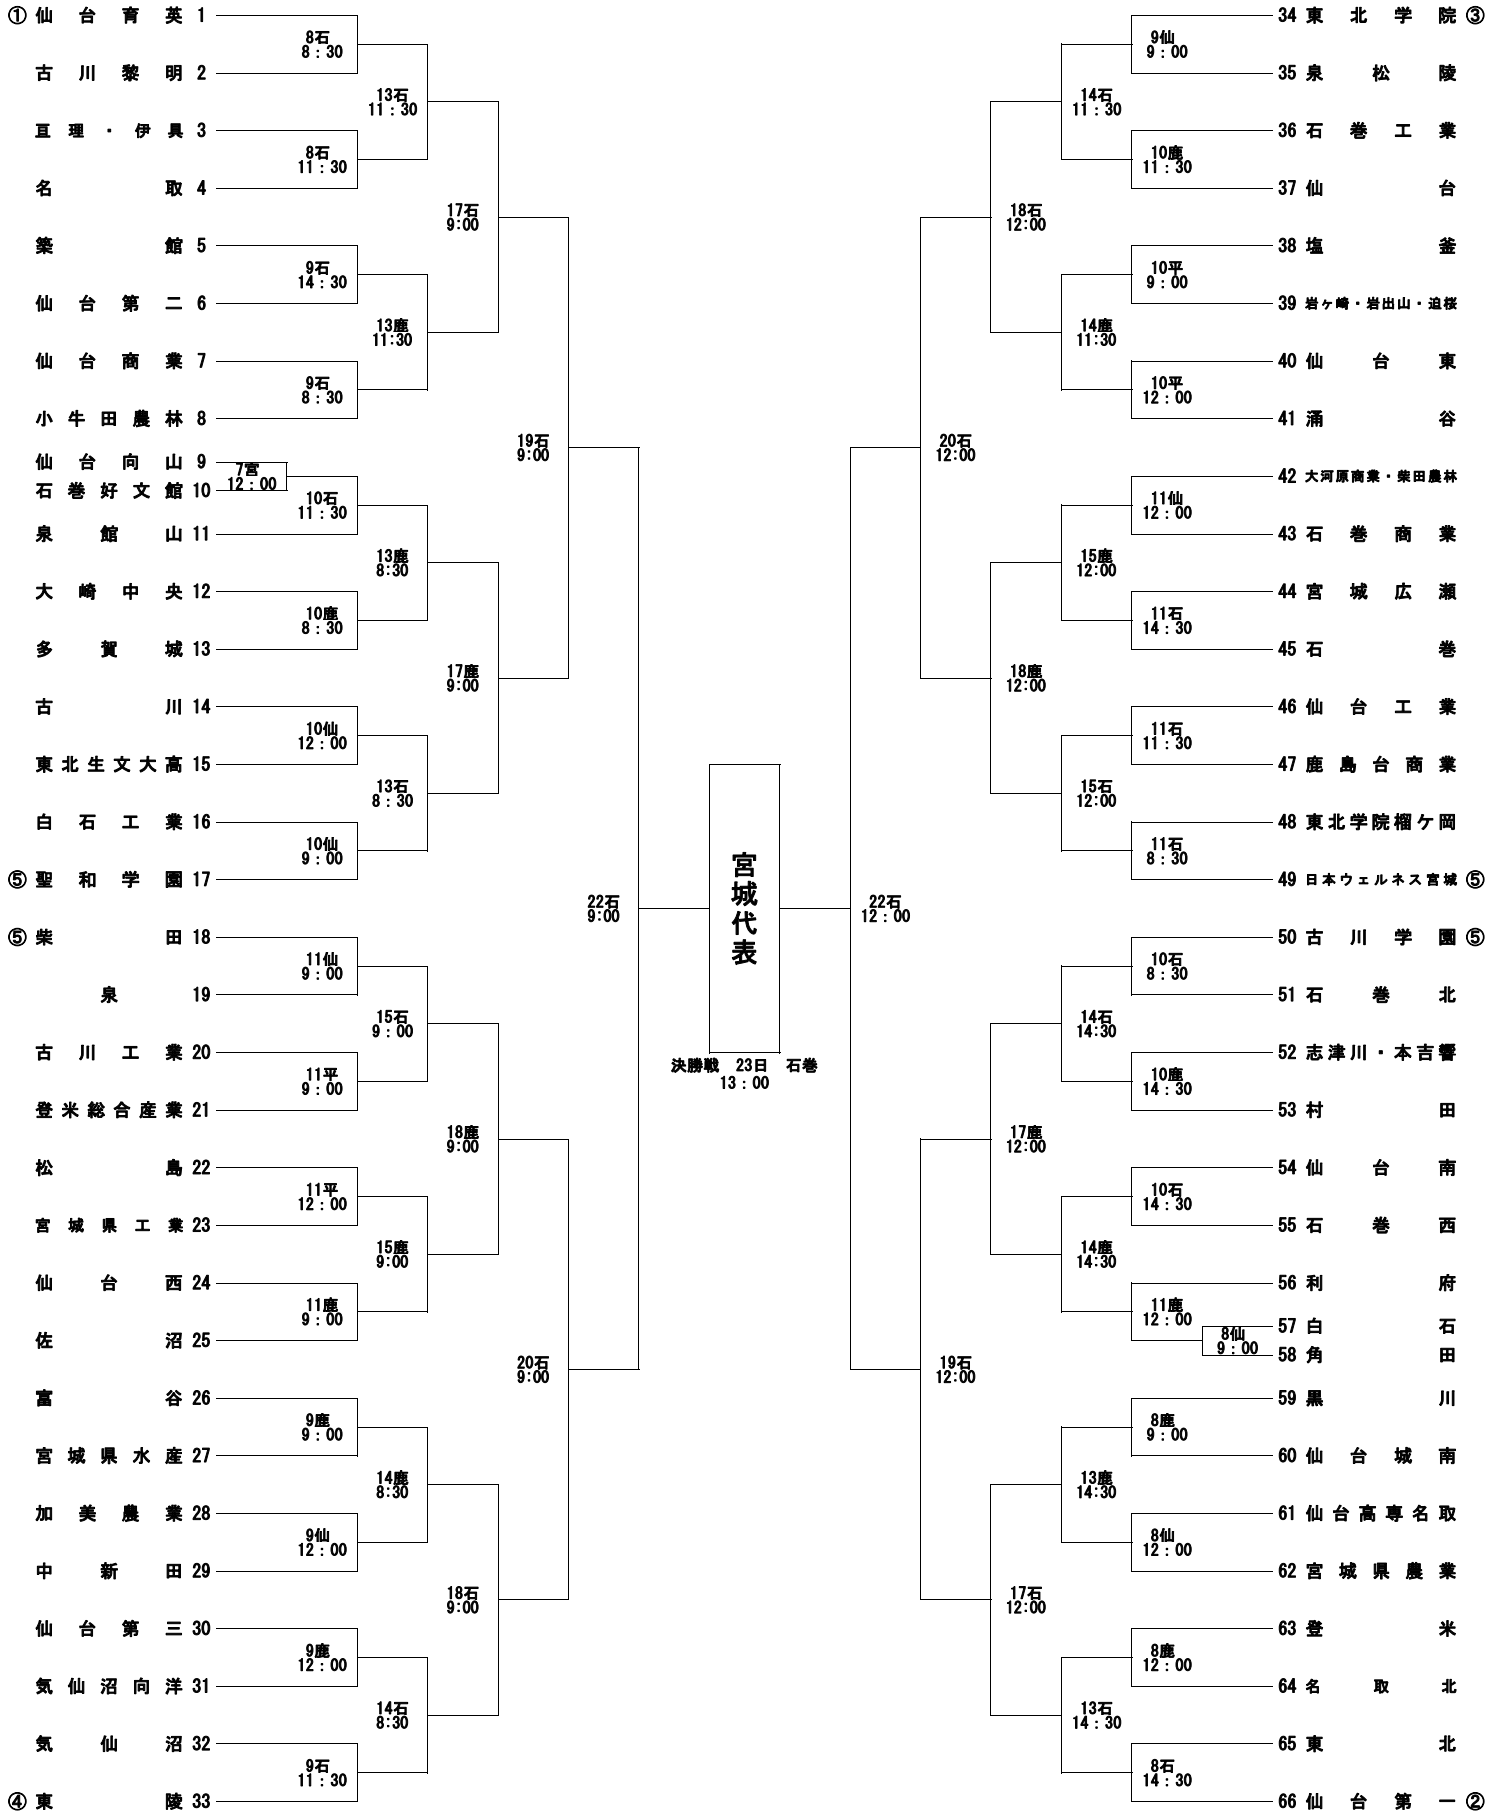 ① 仙台育英 1
8石
8：30
古川黎明 2
13石
11：30
亘理・伊具 3
8石
11：30
名取 4
17石
9:00
築館 5
9石
14：30
仙台第二 6
13鹿
11:30
仙台商業 7
9石
8：30
小牛田農林 8
19石
9:00
仙台向山 9
7宮
12：00
石巻好文館 10
10石
11：30
泉館山 11
13鹿
8:30
大崎中央 12
10鹿
8：30
多賀城 13
17鹿
9:00
古川 14
10仙
12：00
東北生文大高 15
13石
8：30
白石工業 16
10仙
9：00
⑤ 聖和学園 17
22石
9:00
⑤ 柴田 18
11仙
9：00
泉 19
15石
9：00
古川工業 20
11平
9：00
登米総合産業 21
18鹿
9:00
松島 22
11平
12：00
宮城県工業 23
15鹿
9:00
仙台西 24
11鹿
9：00
佐沼 25
20石
9:00
富谷 26
9鹿
9：00
宮城県水産 27
14鹿
8:30
加美農業 28
9仙
12：00
中新田 29
18石
9:00
仙台第三 30
9鹿
12：00
気仙沼向洋 31
14石
8:30
気仙沼 32
9石
11：30
④ 東陵 33
宮城代表
決勝戦 23日 石巻
13：00
34 東北学院 ③
9仙
9：00
35 泉松陵
14石
11：30
36 石巻工業
10鹿
11：30
37 仙台
18石
12:00
38 塩釜
10平
9：00
39 岩ヶ崎・岩出山・迫桜
14鹿
11:30
40 仙台東
10平
12：00
41 涌谷
20石
12:00
42 大河原商業・柴田農林
11仙
12：00
43 石巻商業
15鹿
12:00
44 宮城広瀬
11石
14：30
45 石巻
18鹿
12:00
46 仙台工業
11石
11：30
47 鹿島台商業
15石
12:00
48 東北学院榴ケ岡
11石
8：30
49 日本ウェルネス宮城 ⑤
22石
12：00
50 古川学園 ⑤
10石
8：30
51 石巻北
14石
14:30
52 志津川・本吉響
10鹿
14：30
53 村田
17鹿
12:00
54 仙台南
10石
14：30
55 石巻西
14鹿
14:30
56 利府
11鹿
12：00
57 白石
8仙
9：00
58 角田
19石
12:00
59 黒川
8鹿
9：00
60 仙台城南
13鹿
14:30
61 仙台高専名取
8仙
12：00
62 宮城県農業
17石
12:00
63 登米
8鹿
12：00
64 名取北
13石
14：30
65 東北
8石
14：30
66 仙台第一 ②